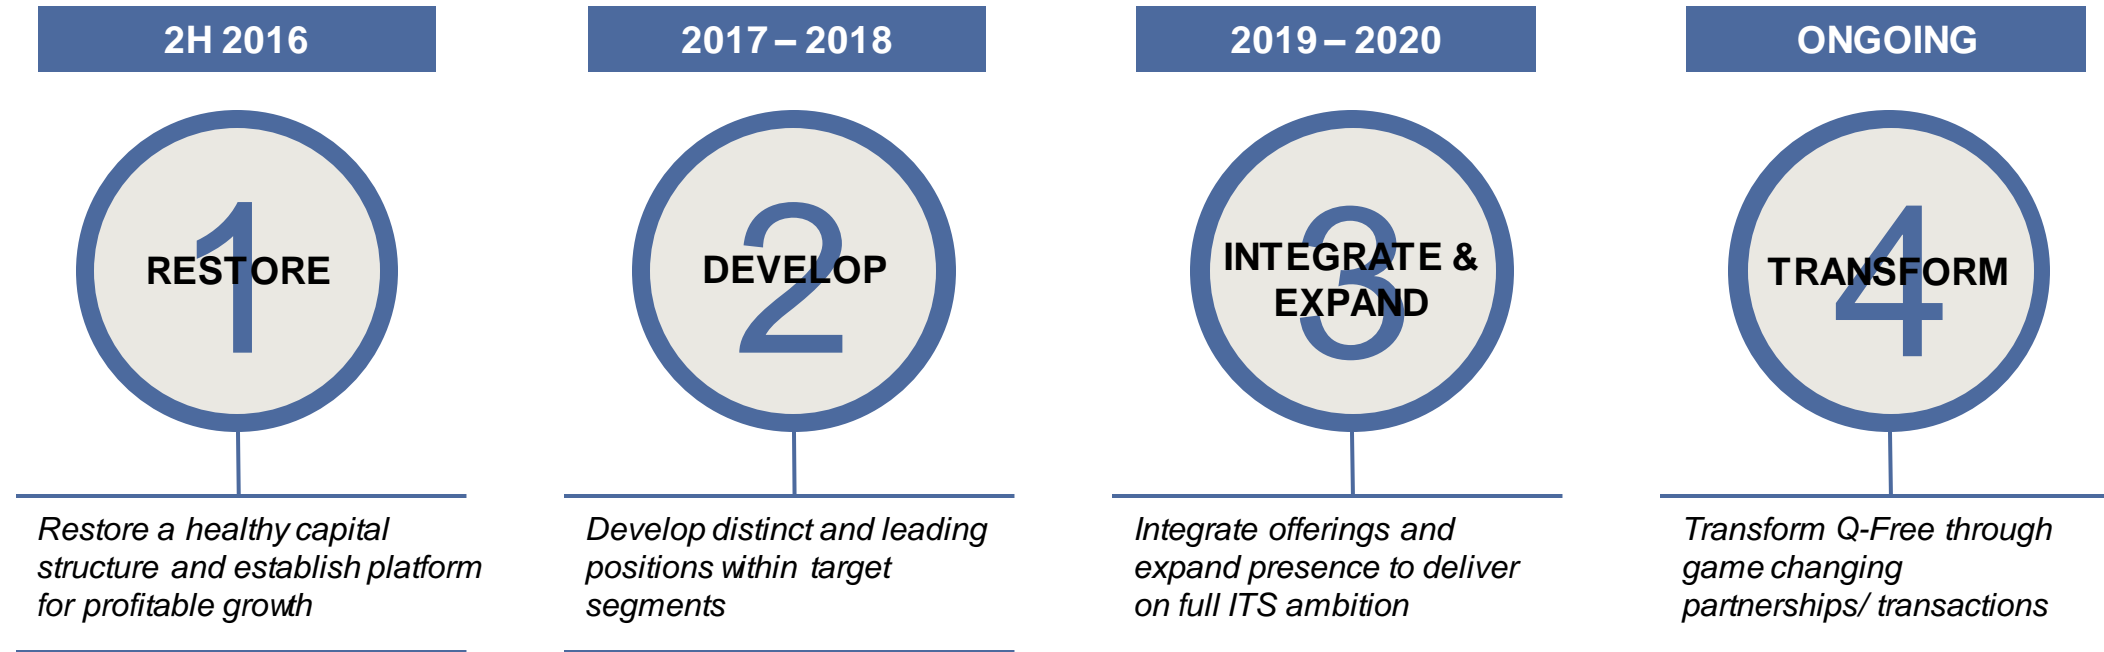 2H 2016
1
RESTORE
Restore a healthy capital
structure and establish platform
for profitable growth
2017 – 2018
2
DEVELOP
Develop distinct and leading
positions within target
segments
2019 – 2020
3
INTEGRATE &
EXPAND
Integrate offerings and
expand presence to deliver
on full ITS ambition
ONGOING
4
TRANSFORM
Transform Q-Free through
game changing
partnerships/ transactions